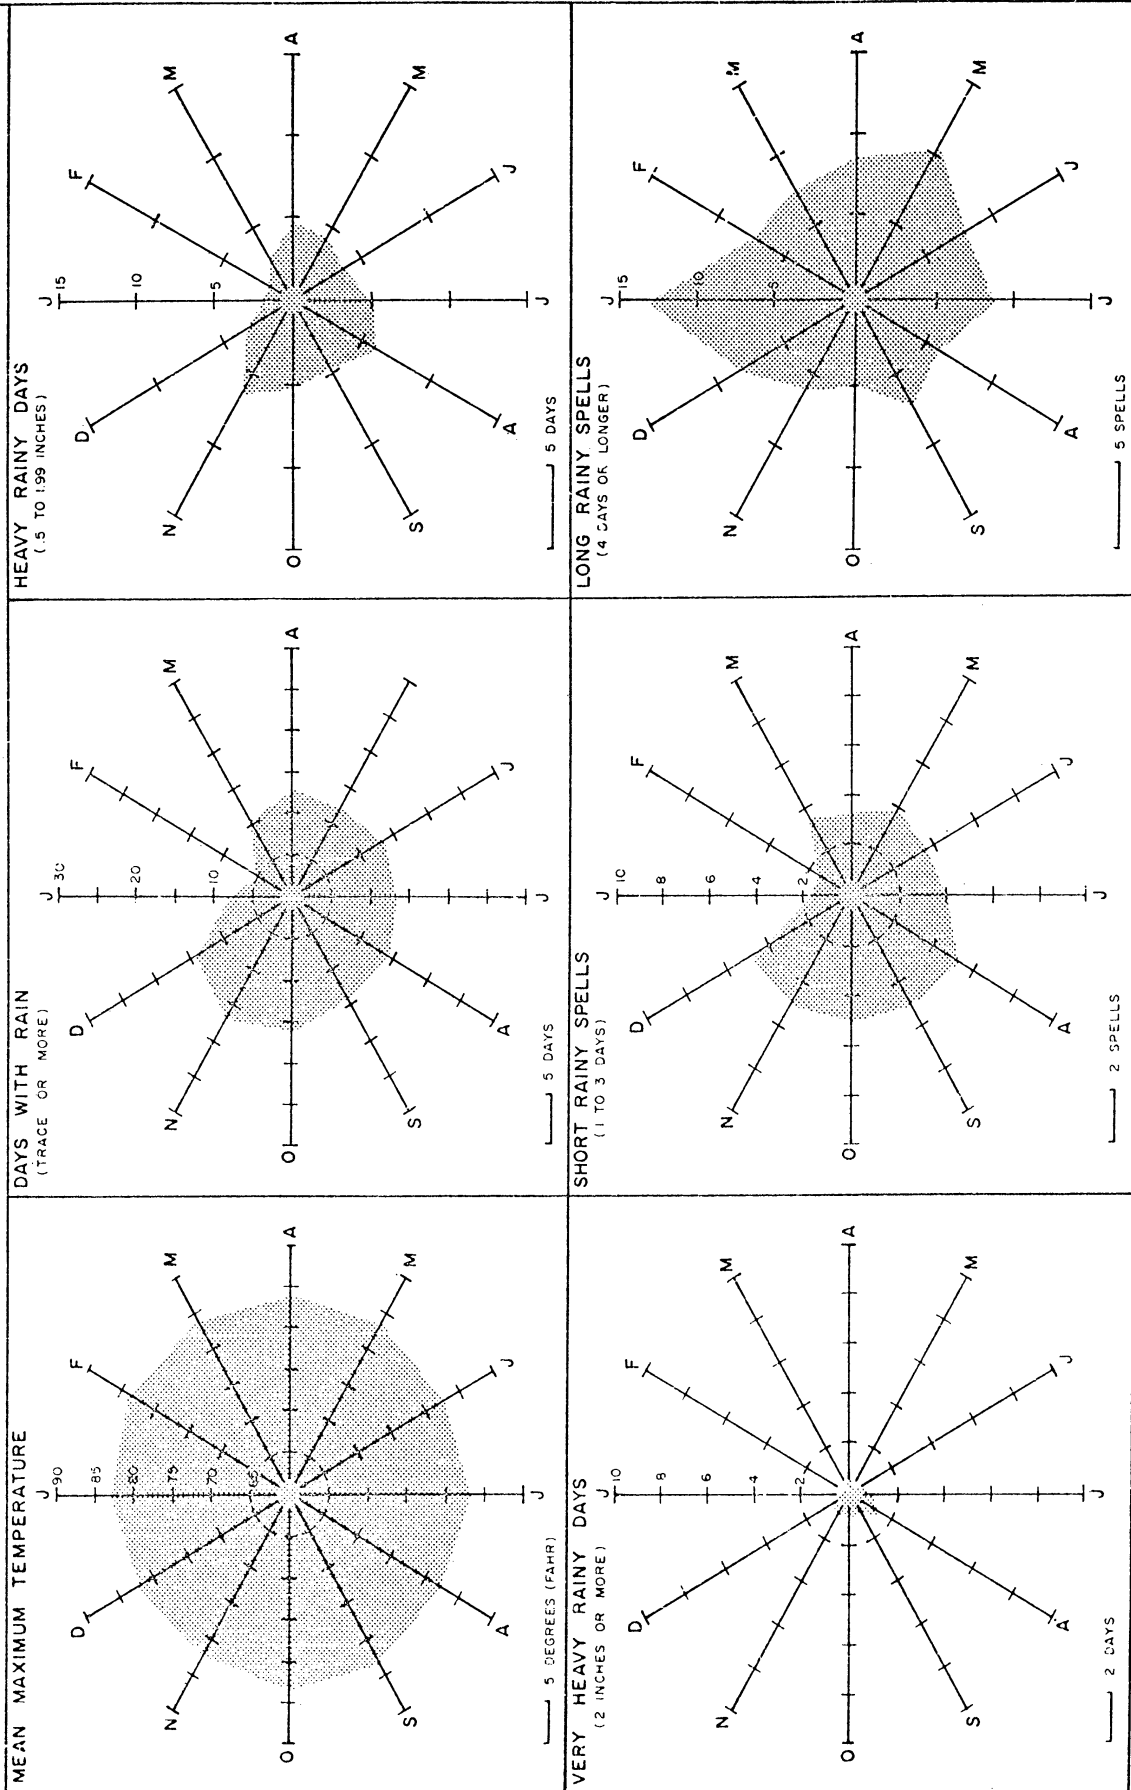 MEAN MAXIMUM TEMPERATURE
J
90
85
80
75
70
65
D F
N M
O A
S M
A J
J
5 DEGREES (FAHR)
DAYS WITH RAIN
(TRACE OR MORE)
J
30
20
10
D F
N M
O A
S
A J
J
5 DAYS
HEAVY RAINY DAYS
(.5 TO 1.99 INCHES)
J
15
10
5
D F
N M
O A
S M
A J
J
5 DAYS
VERY HEAVY RAINY DAYS
(2 INCHES OR MORE)
J
10
8
6
4
2
D F
N M
O A
S M
A J
J
2 DAYS
SHORT RAINY SPELLS
(1 TO 3 DAYS)
J
10
8
6
4
2
D F
N M
O A
S M
A J
J
2 SPELLS
LONG RAINY SPELLS
(4 DAYS OR LONGER)
J
15
10
5
D F
N M
O A
S M
A J
J
5 SPELLS